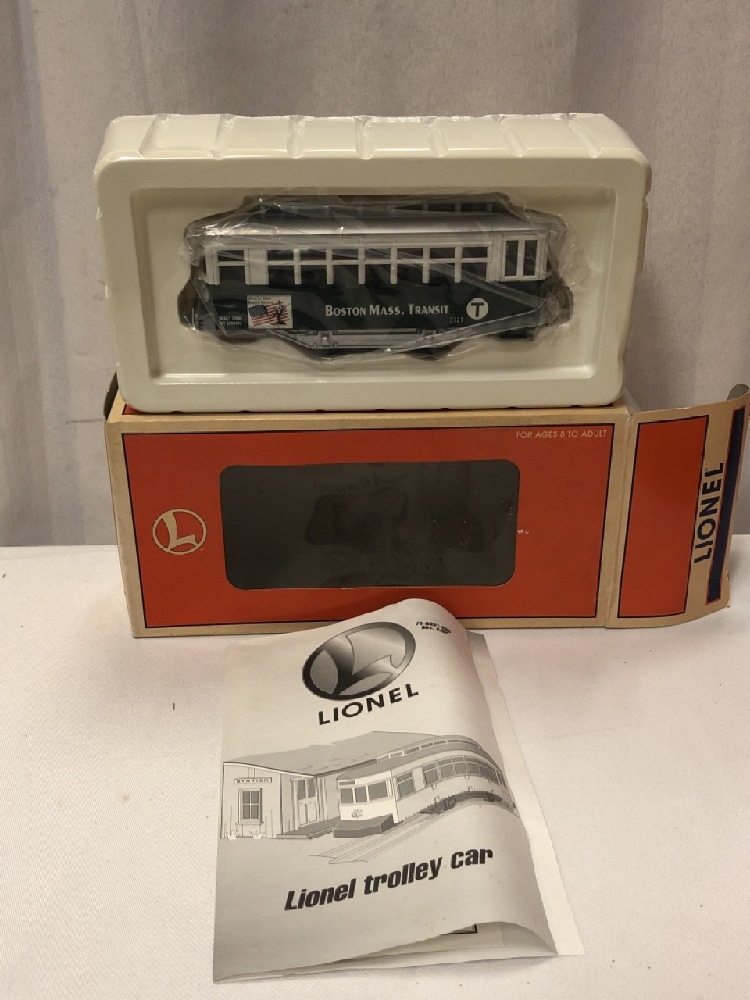 BOSTON MASS. TRANSIT
T
FOR AGES 8 TO ADULT
L
LIONEL
L
LIONEL
STATION
Lionel trolley car